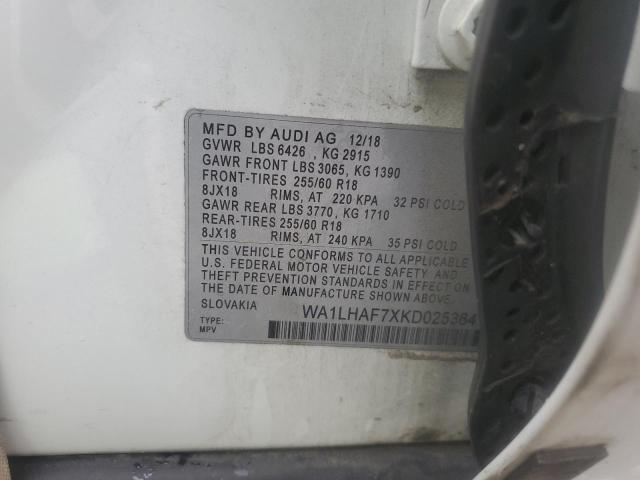 MFD BY AUDI AG 12/18
GVWR LBS 6426 , KG 2915
GAWR FRONT LBS 3065, KG 1390
FRONT-TIRES 255/60 R18
8JX18 RIMS, AT 220 KPA 32 PSI COLD
GAWR REAR LBS 3770, KG 1710
REAR-TIRES 255/60 R18
8JX18 RIMS, AT 240 KPA 35 PSI COLD
THIS VEHICLE CONFORMS TO ALL APPLICABLE
U.S. FEDERAL MOTOR VEHICLE SAFETY AND
THEFT PREVENTION STANDARDS IN EFFECT
THE DATE OF MANUFACTURE SHOWN ABOVE.
SLOVAKIA WA1LHAF7XKD025364
TYPE
MPV